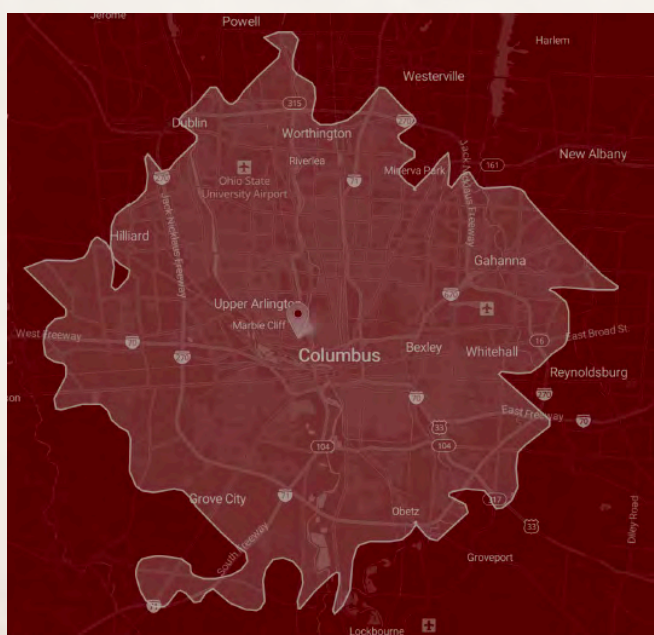 Jerome
Powell
Harlem
Westerville
315
270
Dublin
Worthington
Riverlea
161
New Albany
Minerva Park
Ohio State
University Airport
270
71
Jack Nicklaus Freeway
Jack Nicklaus Freeway
Hilliard
Gahanna
Upper Arlington
Marble Cliff
West Freeway
70
270
Columbus
Bexley
Whitehall
16
East Broad St.
Reynoldsburg
270
East Freeway
70
33
104
104
Grove City
71
317
Obetz
33
Diley Road
South Freeway
Groveport
71
Lockbourne